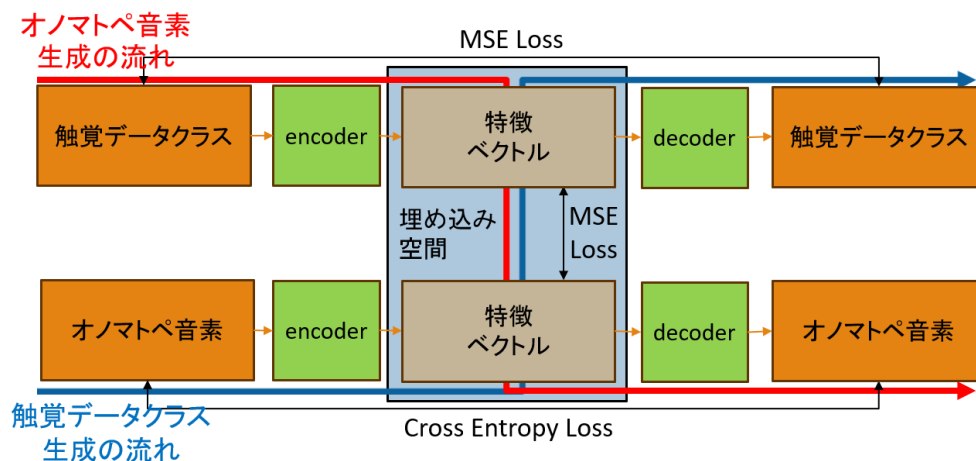 オノマトペ音素
生成の流れ
MSE Loss
触覚データクラス
encoder
特徴
ベクトル
decoder
触覚データクラス
埋め込み
空間
MSE
Loss
オノマトペ音素
encoder
特徴
ベクトル
decoder
オノマトペ音素
触覚データクラス
生成の流れ
Cross Entropy Loss